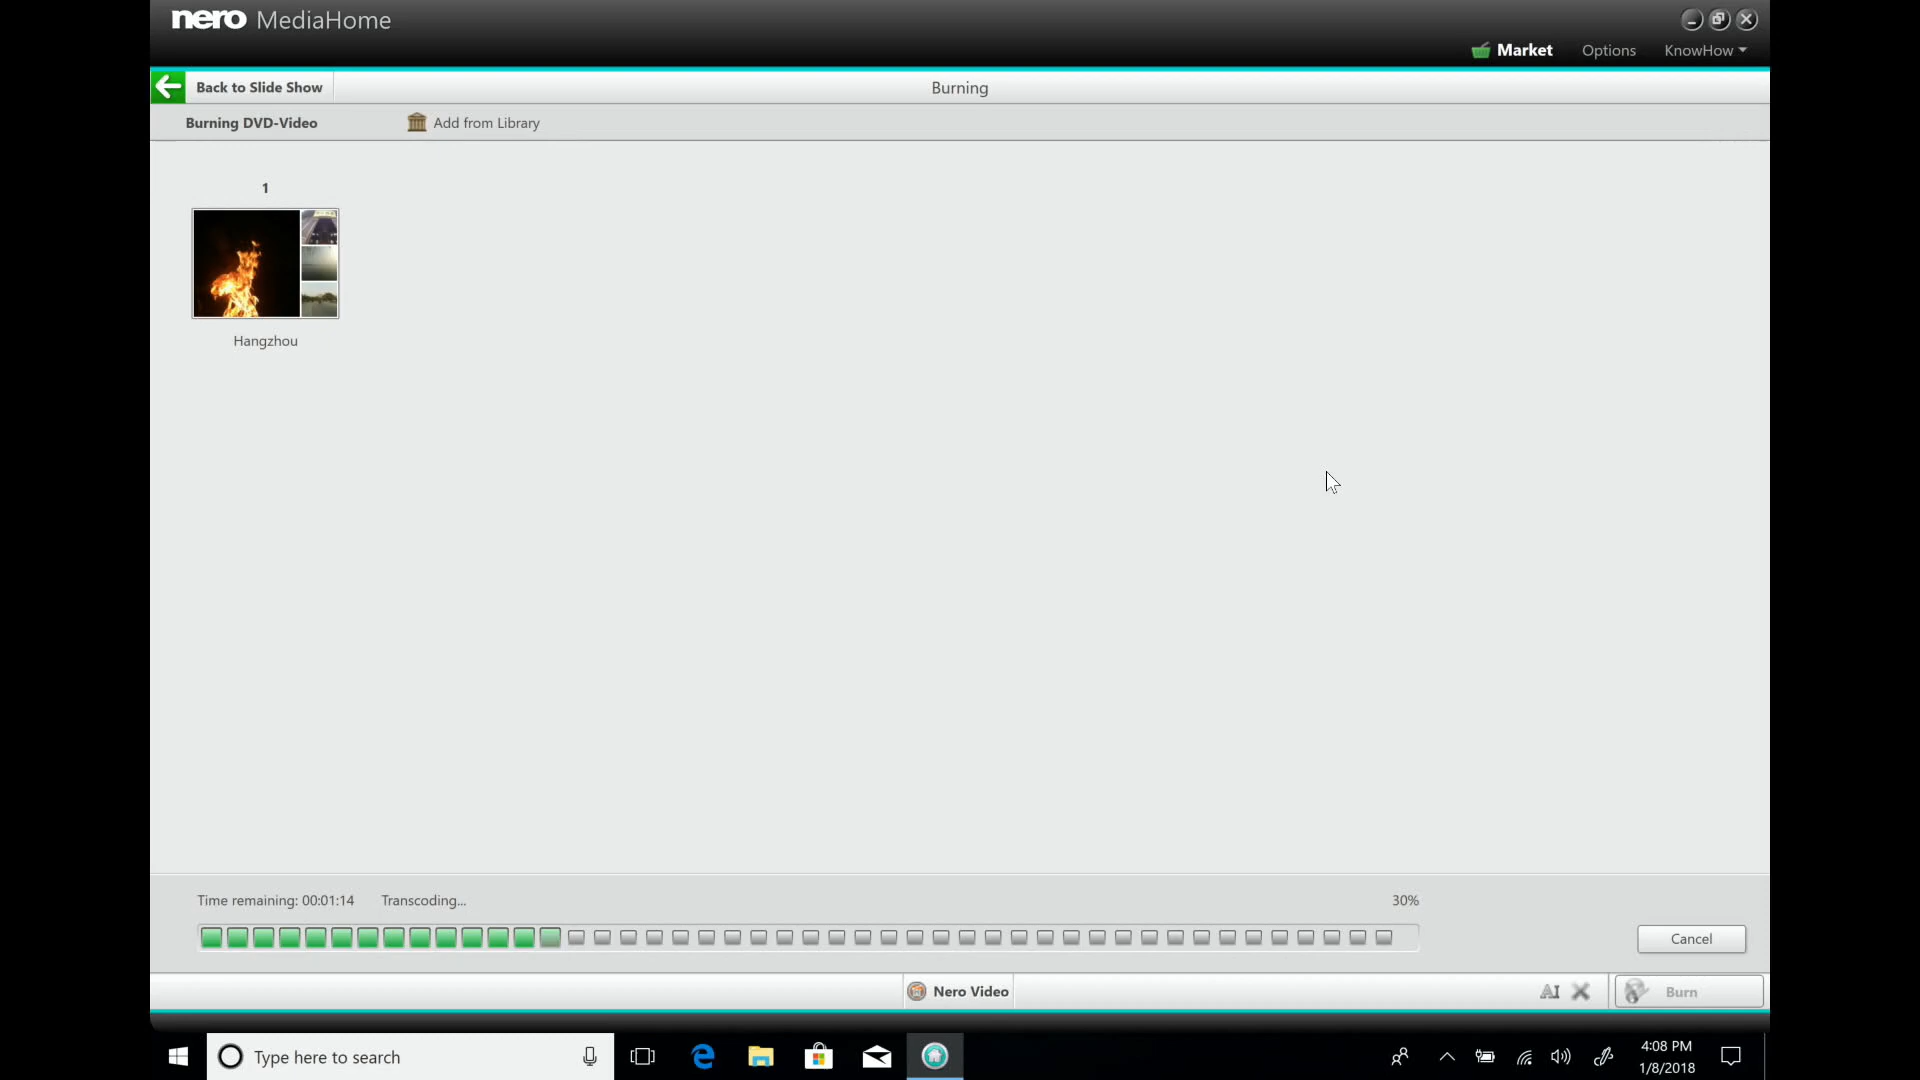 nero MediaHome
Market
Options
KnowHow
Back to Slide Show
Burning
Burning DVD-Video
Add from Library
1
Hangzhou
Time remaining: 00:01:14
Transcoding...
30%
Cancel
Nero Video
AI
Burn
Type here to search
4:08 PM
1/8/2018